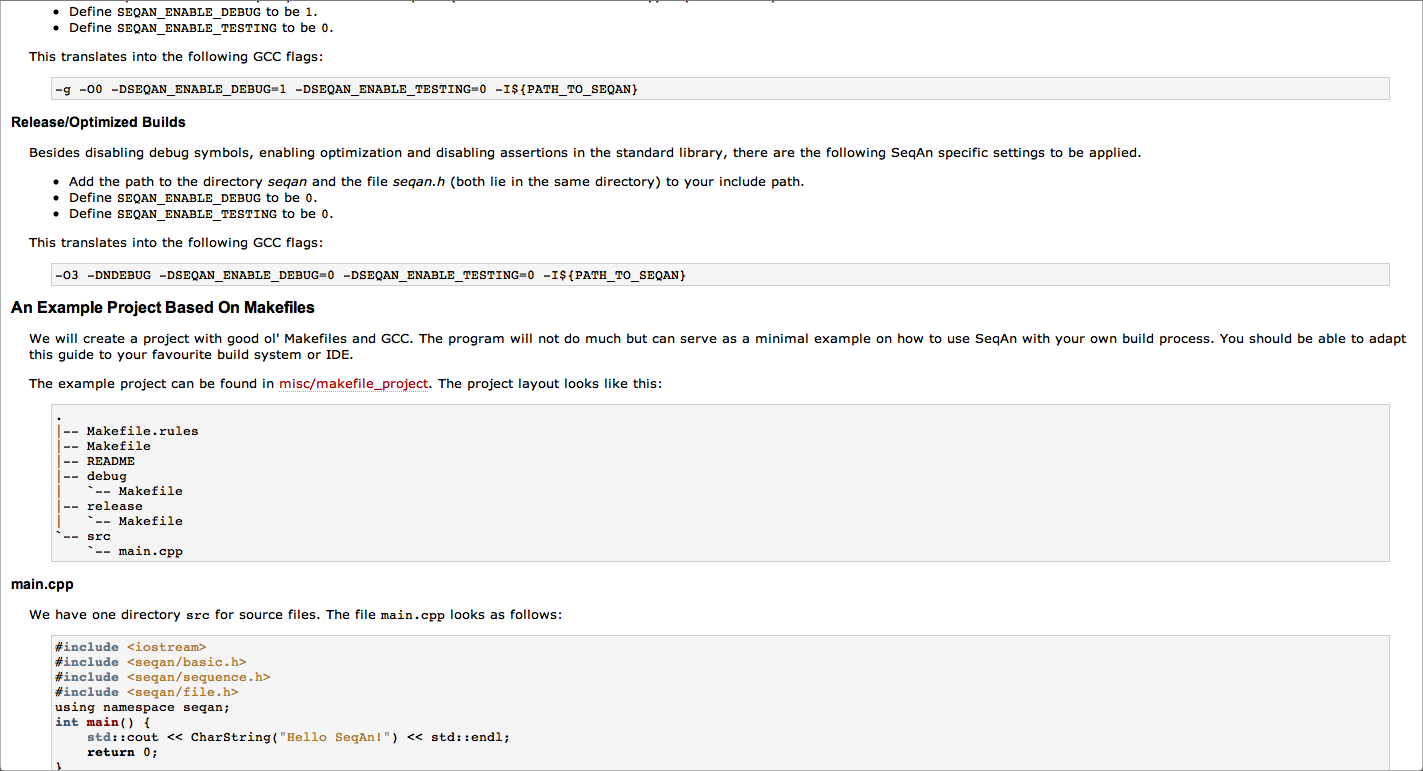 • Define SEQAN_ENABLE_DEBUG to be 1.
• Define SEQAN_ENABLE_TESTING to be 0.
This translates into the following GCC flags:
-g -O0 -DSEQAN_ENABLE_DEBUG=1 -DSEQAN_ENABLE_TESTING=0 -I${PATH_TO_SEQAN}
Release/Optimized Builds
Besides disabling debug symbols, enabling optimization and disabling assertions in the standard library, there are the following SeqAn specific settings to be applied.
• Add the path to the directory seqan and the file seqan.h (both lie in the same directory) to your include path.
• Define SEQAN_ENABLE_DEBUG to be 0.
• Define SEQAN_ENABLE_TESTING to be 0.
This translates into the following GCC flags:
-O3 -DNDEBUG -DSEQAN_ENABLE_DEBUG=0 -DSEQAN_ENABLE_TESTING=0 -I${PATH_TO_SEQAN}
An Example Project Based On Makefiles
We will create a project with good ol' Makefiles and GCC. The program will not do much but can serve as a minimal example on how to use SeqAn with your own build process. You should be able to adapt
this guide to your favourite build system or IDE.
The example project can be found in misc/makefile_project. The project layout looks like this:
.
|-- Makefile.rules
|-- Makefile
|-- README
|-- debug
|   `-- Makefile
|-- release
|   `-- Makefile
`-- src
    `-- main.cpp
main.cpp
We have one directory src for source files. The file main.cpp looks as follows:
#include <iostream>
#include <seqan/basic.h>
#include <seqan/sequence.h>
#include <seqan/file.h>
using namespace seqan;
int main() {
    std::cout << CharString("Hello SeqAn!") << std::endl;
    return 0;
}